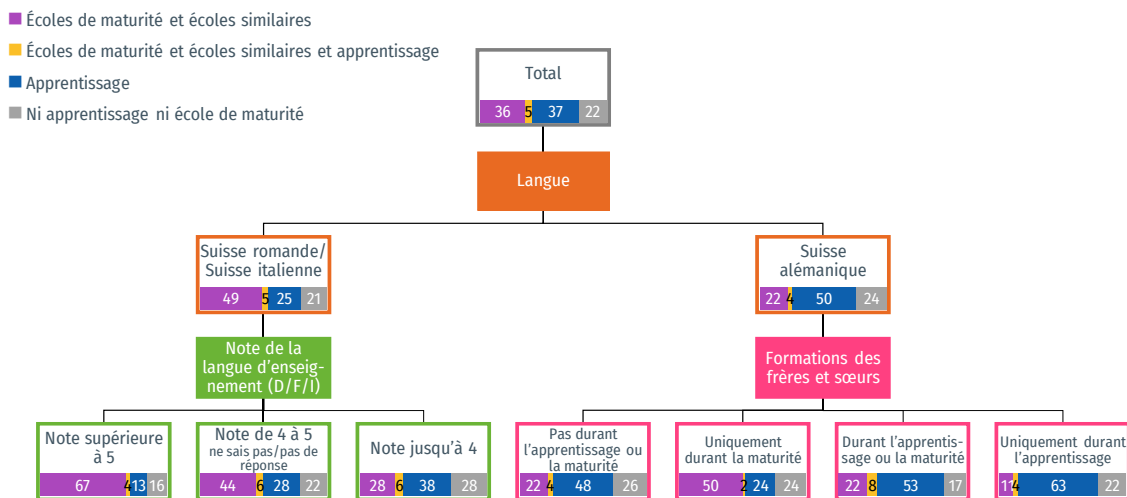 Écoles de maturité et écoles similaires
Écoles de maturité et écoles similaires et apprentissage
Apprentissage
Ni apprentissage ni école de maturité
Total
36 5 37 22
Langue
Suisse romande/
Suisse italienne
49 5 25 21
Suisse
alémanique
22 4 50 24
Note de la
langue d'enseig-
nement (D/F/I)
Formations des
frères et sœurs
Note supérieure
à 5
67 4 13 16
Note de 4 à 5
ne sais pas/pas de
réponse
44 6 28 22
Note jusqu'à 4
28 6 38 28
Pas durant
l'apprentissage ou
la maturité
22 4 48 26
Uniquement
durant la maturité
50 2 24 24
Durant l'apprentis-
sage ou la maturité
22 8 53 17
Uniquement durant
l'apprentissage
11 4 63 22